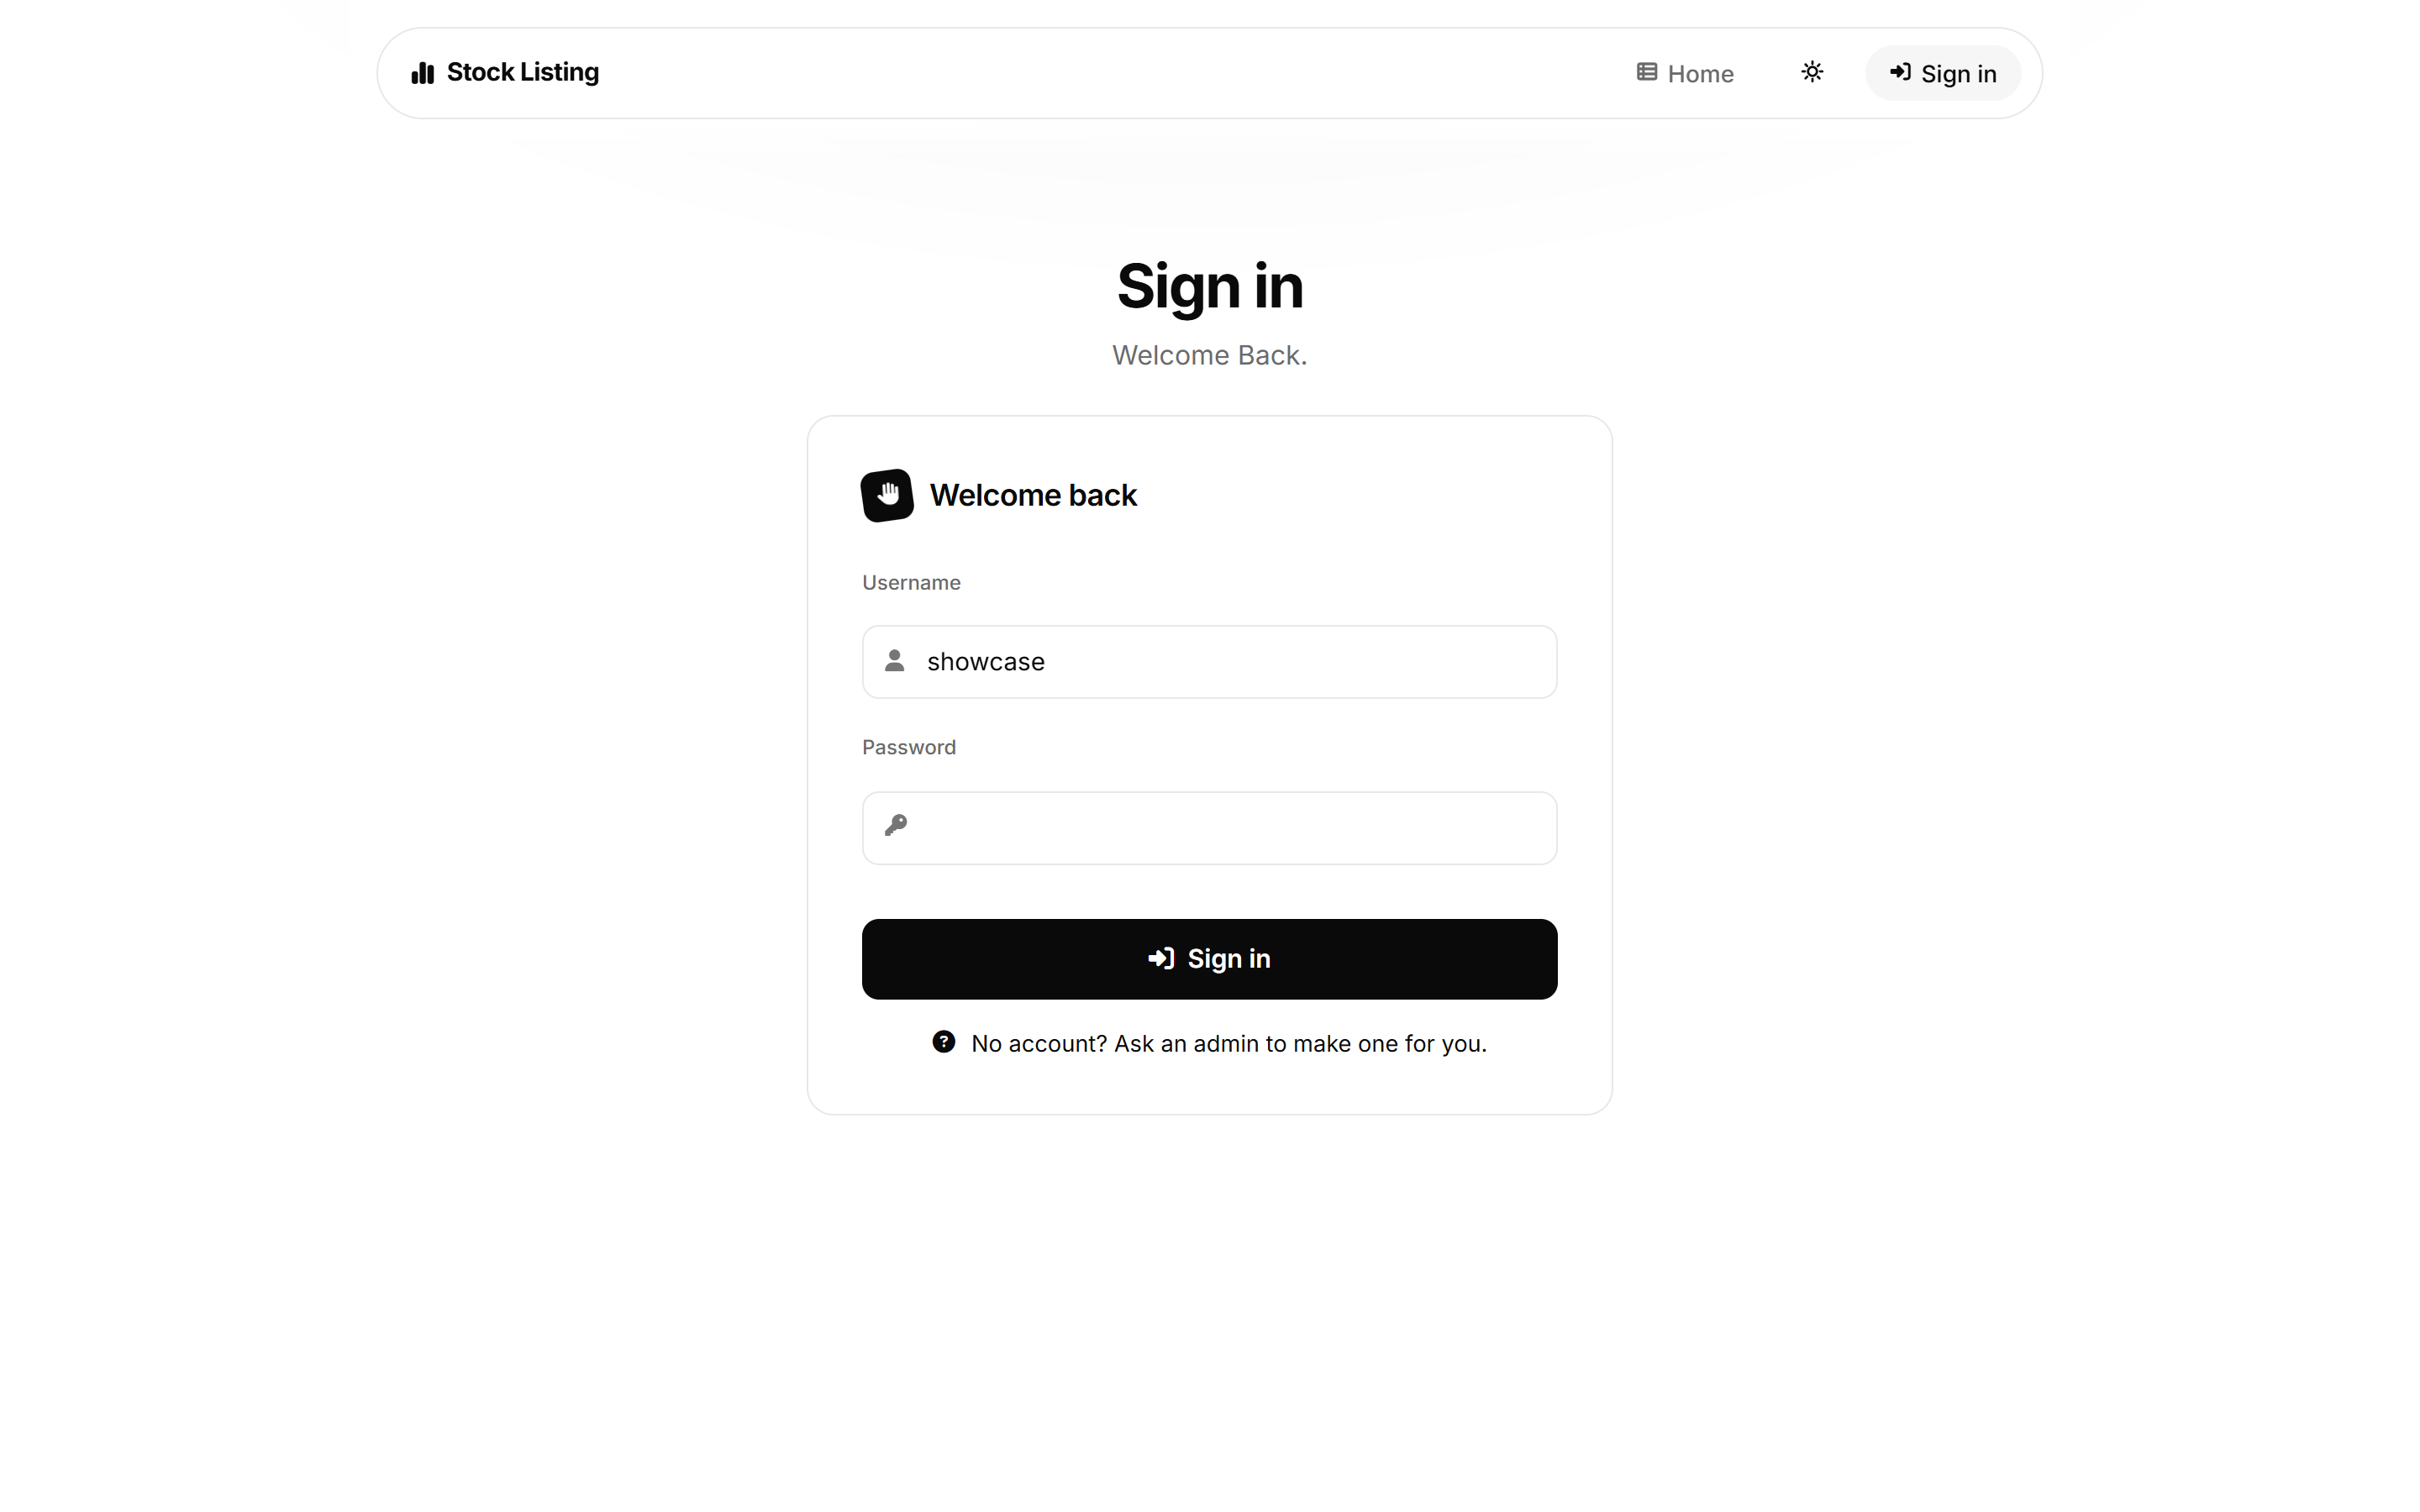 Stock Listing
Home
Sign in
Sign in
Welcome Back.
Welcome back
Username
showcase
Password
Sign in
No account? Ask an admin to make one for you.